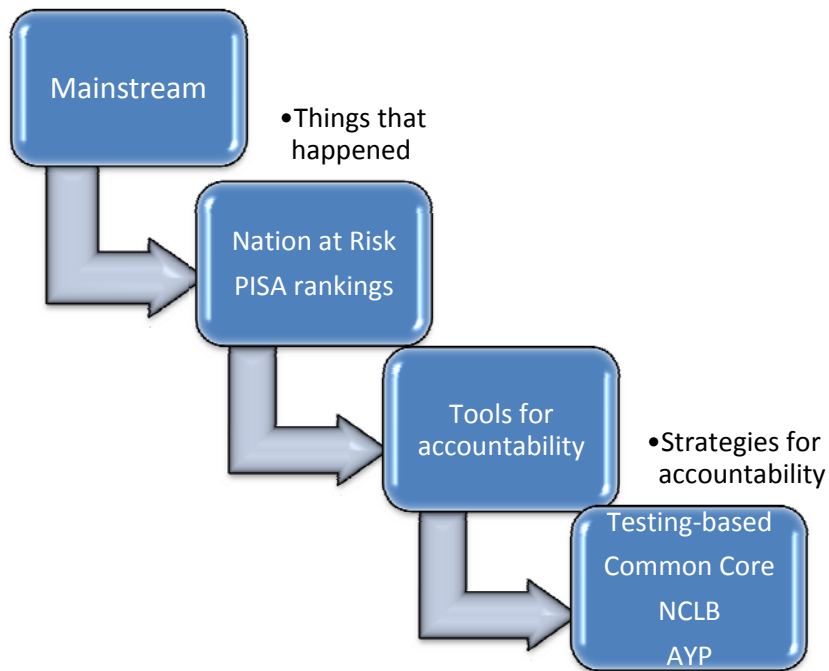 Mainstream
•Things that
happened
Nation at Risk
PISA rankings
Tools for
accountability
•Strategies for
accountability
Testing-based
Common Core
NCLB
AYP